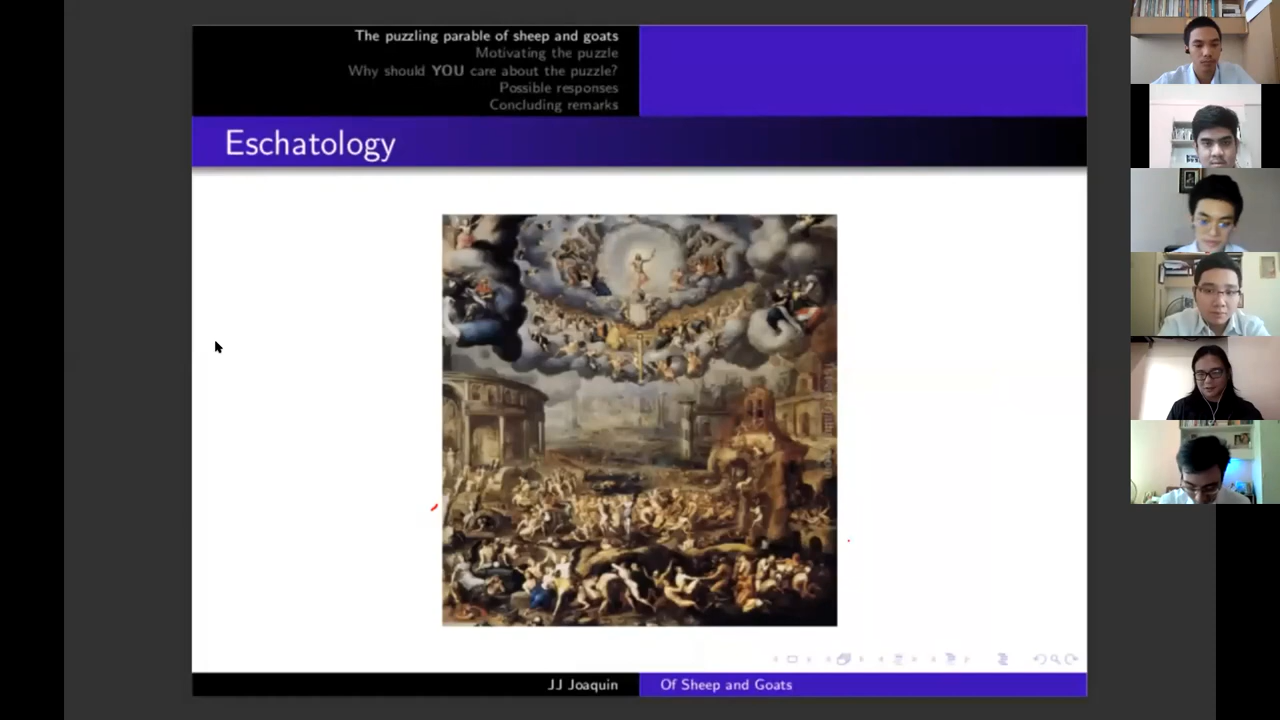 The puzzling parable of sheep and goats
Motivating the puzzle
Why should YOU care about the puzzle?
Possible responses
Concluding remarks
Eschatology
JJ Joaquin
Of Sheep and Goats